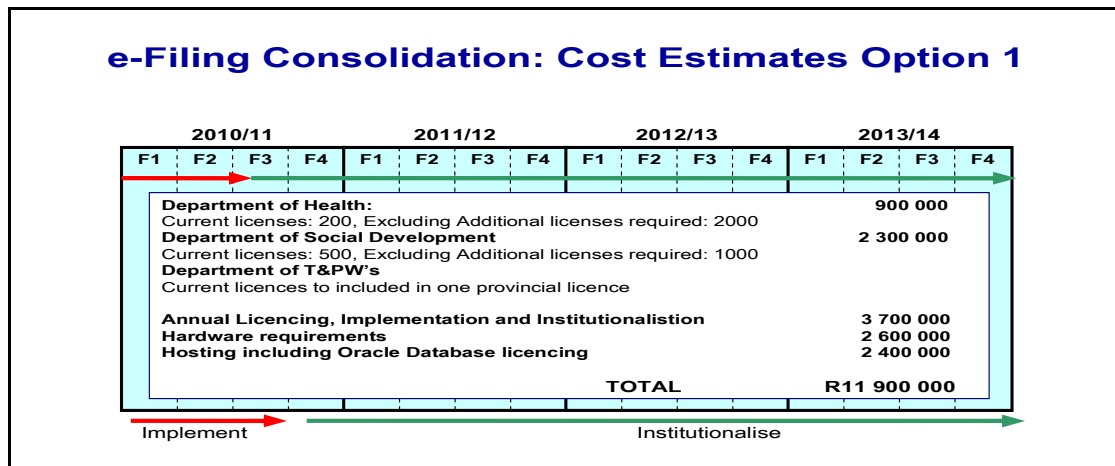 e-Filing Consolidation: Cost Estimates Option 1
2010/11 2011/12 2012/13 2013/14
F1 F2 F3 F4 F1 F2 F3 F4 F1 F2 F3 F4 F1 F2 F3 F4
Department of Health: 900 000
Current licenses: 200, Excluding Additional licenses required: 2000
Department of Social Development 2 300 000
Current licenses: 500, Excluding Additional licenses required: 1000
Department of T&PW's
Current licences to included in one provincial licence
Annual Licencing, Implementation and Institutionalistion 3 700 000
Hardware requirements 2 600 000
Hosting including Oracle Database licencing 2 400 000
TOTAL R11 900 000
Implement Institutionalise